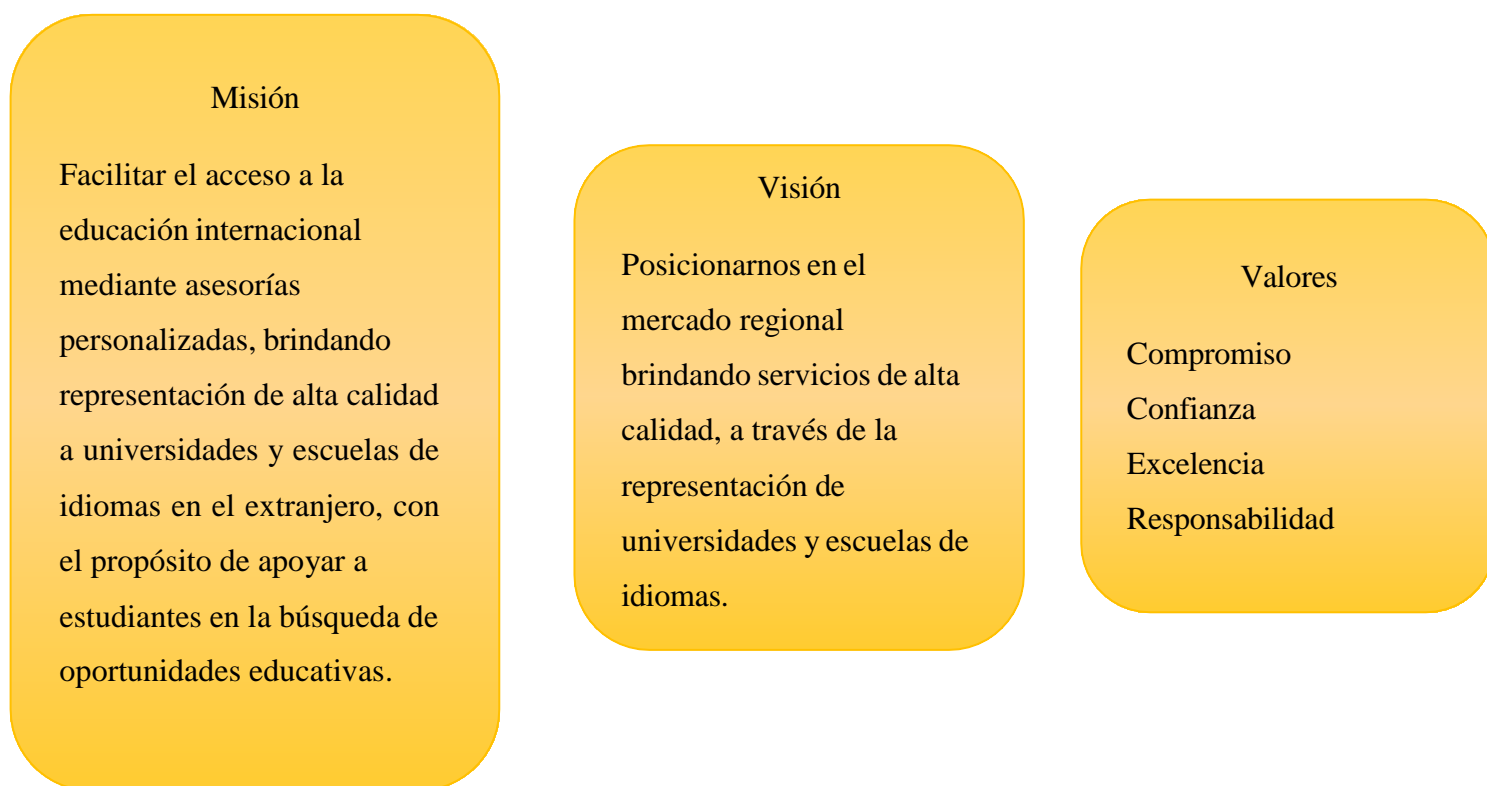 Misión
Facilitar el acceso a la
educación internacional
mediante asesorías
personalizadas, brindando
representación de alta calidad
a universidades y escuelas de
idiomas en el extranjero, con
el propósito de apoyar a
estudiantes en la búsqueda de
oportunidades educativas.
Visión
Posicionarnos en el
mercado regional
brindando servicios de alta
calidad, a través de la
representación de
universidades y escuelas de
idiomas.
Valores
Compromiso
Confianza
Excelencia
Responsabilidad